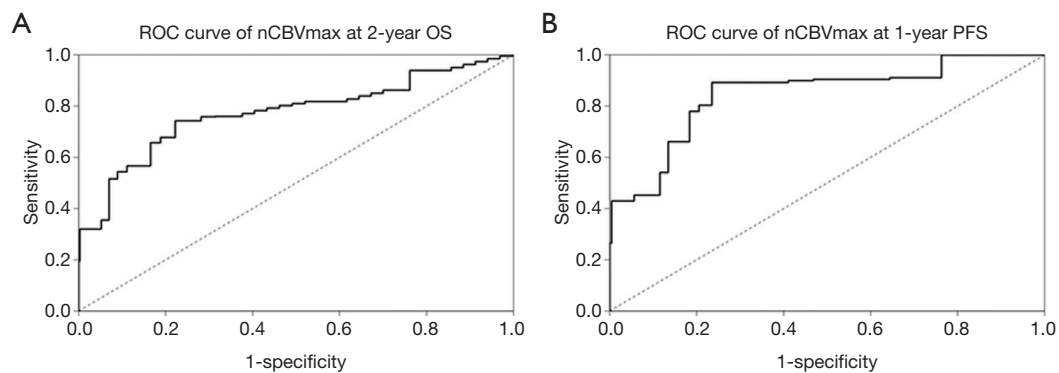 A
ROC curve of nCBVmax at 2-year OS
1.0
0.8
0.6
0.4
0.2
0.0
Sensitivity
0.0 0.2 0.4 0.6 0.8 1.0
1-specificity
B
ROC curve of nCBVmax at 1-year PFS
1.0
0.8
0.6
0.4
0.2
0.0
Sensitivity
0.0 0.2 0.4 0.6 0.8 1.0
1-specificity